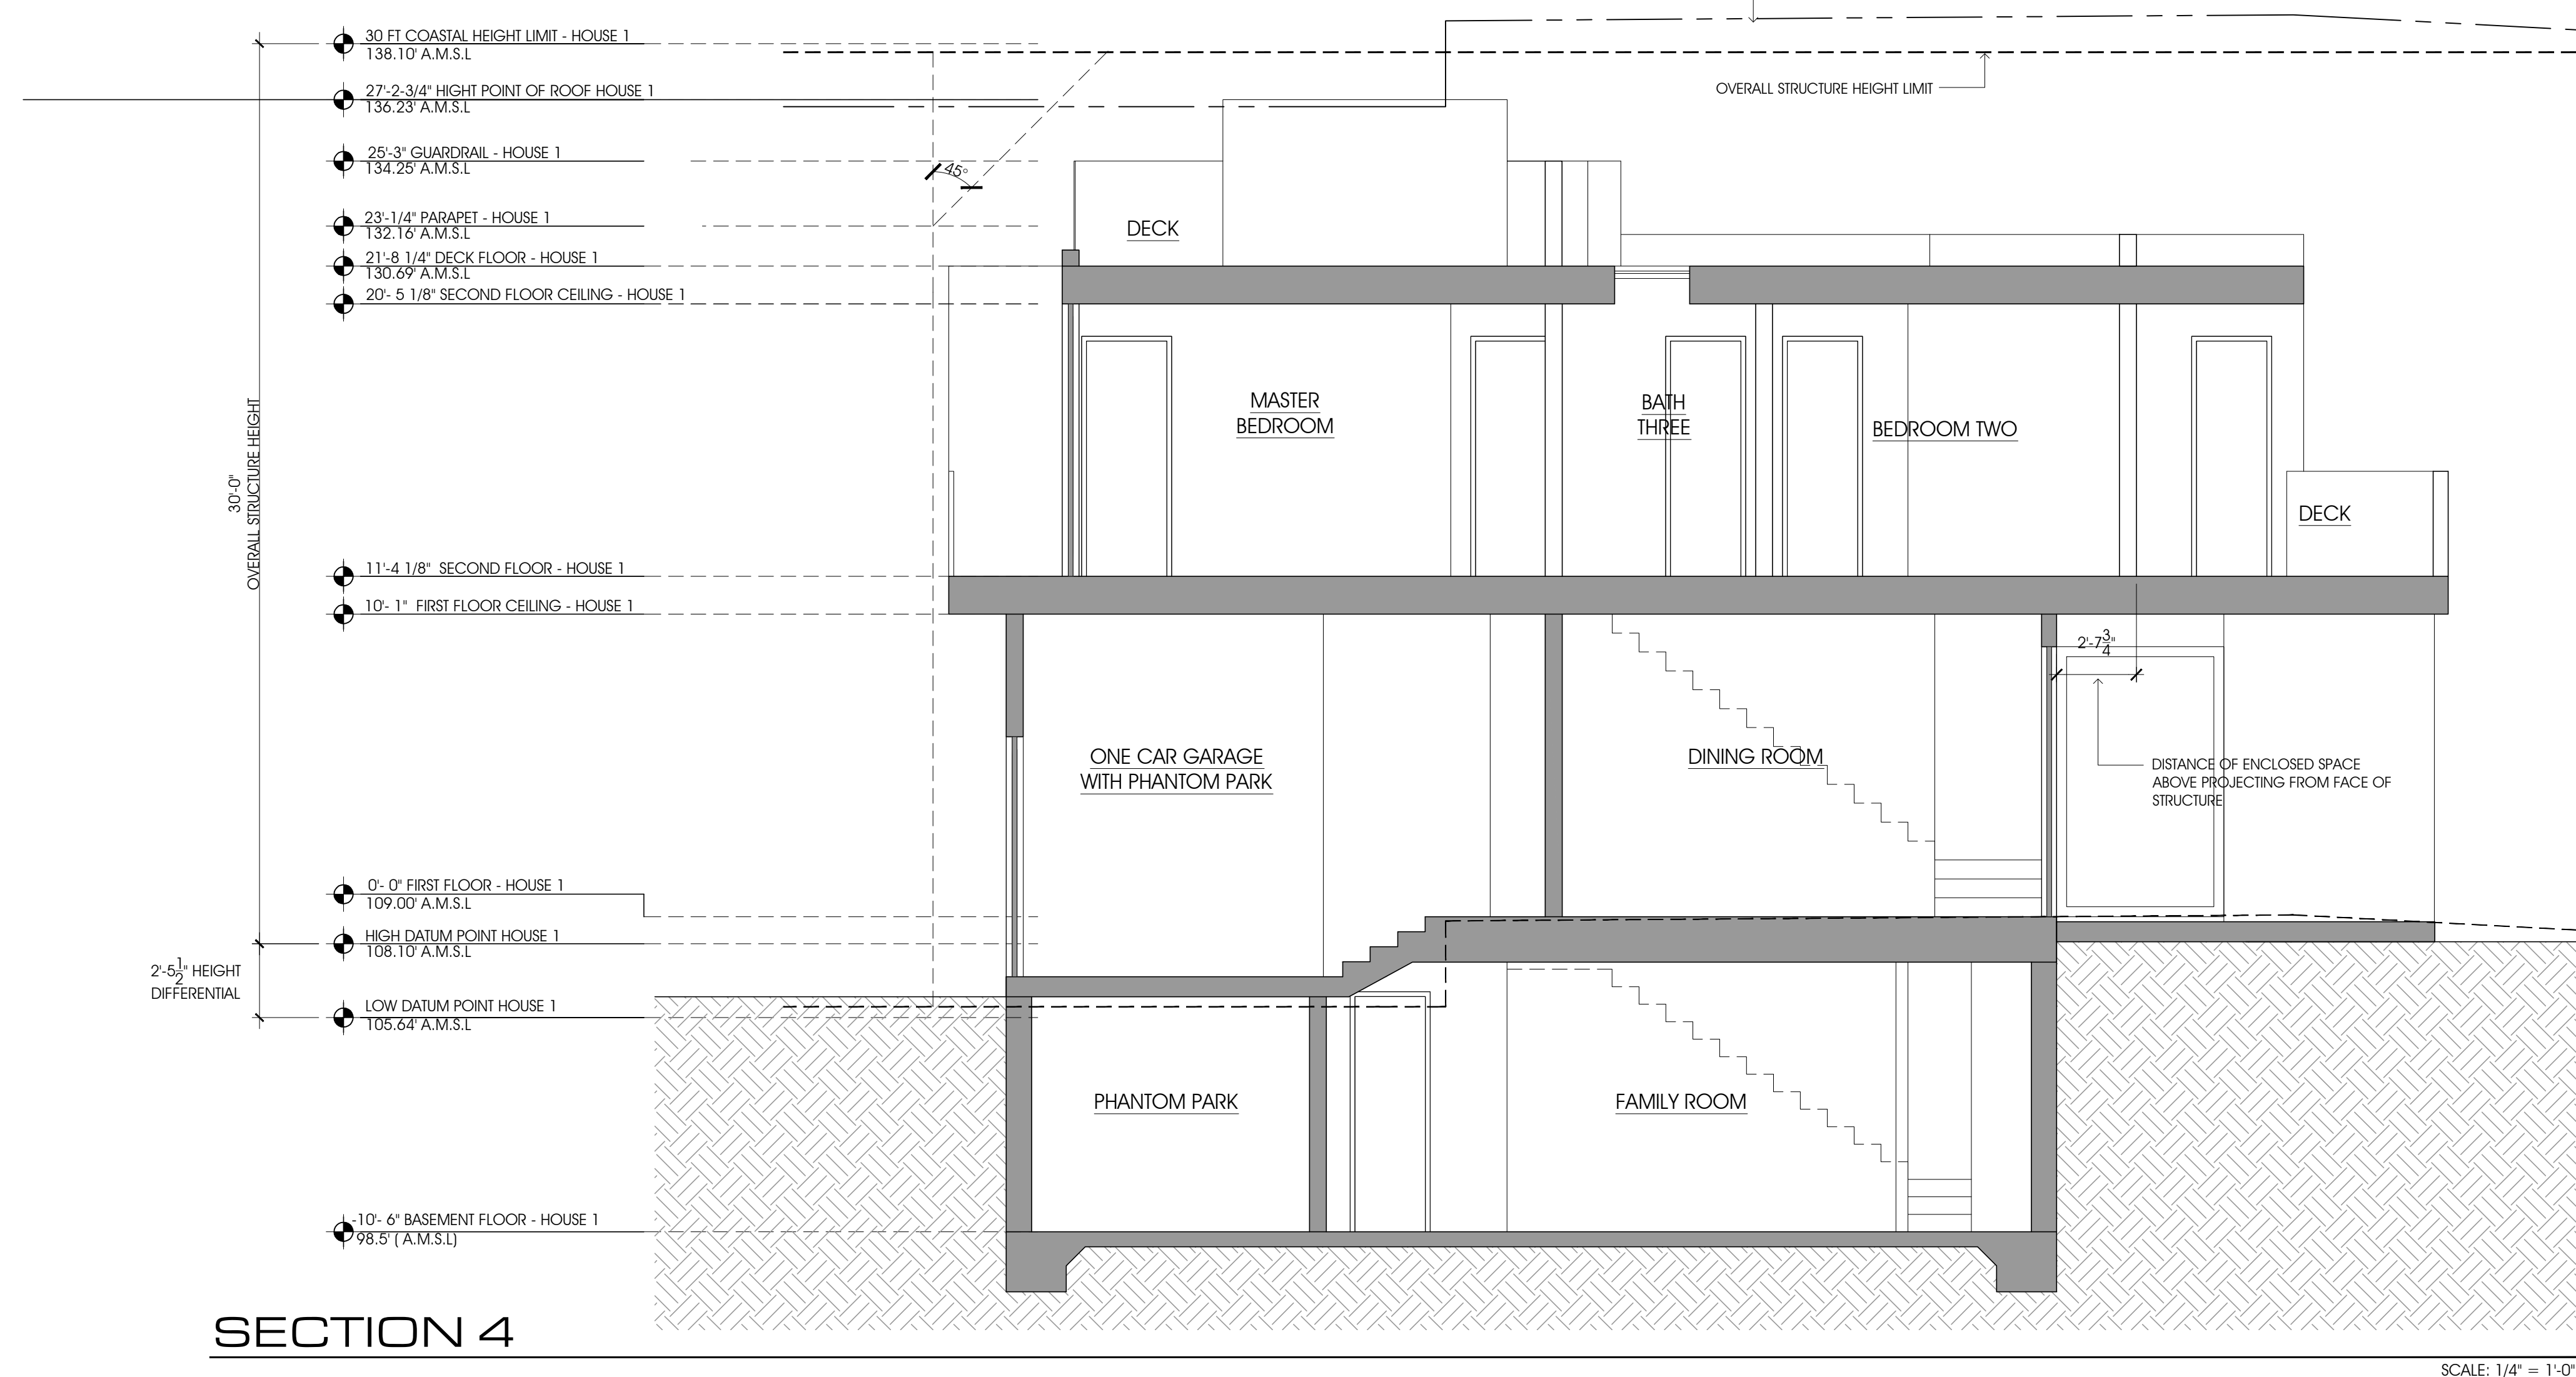 30 FT COASTAL HEIGHT LIMIT - HOUSE 1
138.10' A.M.S.L
27'-2-3/4" HIGHT POINT OF ROOF HOUSE 1
136.23' A.M.S.L
OVERALL STRUCTURE HEIGHT LIMIT
25'-3" GUARDRAIL - HOUSE 1
134.25' A.M.S.L
45°
23'-1/4" PARAPET - HOUSE 1
132.16' A.M.S.L
DECK
21'-8 1/4" DECK FLOOR - HOUSE 1
130.69' A.M.S.L
20'- 5 1/8" SECOND FLOOR CEILING - HOUSE 1
MASTER
BEDROOM
BATH
THREE
BEDROOM TWO
DECK
30'-0"
OVERALL STRUCTURE HEIGHT
11'-4 1/8" SECOND FLOOR - HOUSE 1
10'- 1" FIRST FLOOR CEILING - HOUSE 1
2'-7 3/4"
ONE CAR GARAGE
WITH PHANTOM PARK
DINING ROOM
DISTANCE OF ENCLOSED SPACE
ABOVE PROJECTING FROM FACE OF
STRUCTURE
0'- 0" FIRST FLOOR - HOUSE 1
109.00' A.M.S.L
HIGH DATUM POINT HOUSE 1
108.10' A.M.S.L
2'-5 1/2" HEIGHT
DIFFERENTIAL
LOW DATUM POINT HOUSE 1
105.64' A.M.S.L
PHANTOM PARK
FAMILY ROOM
-10'- 6" BASEMENT FLOOR - HOUSE 1
98.5' ( A.M.S.L)
SECTION 4
SCALE: 1/4" = 1'-0"